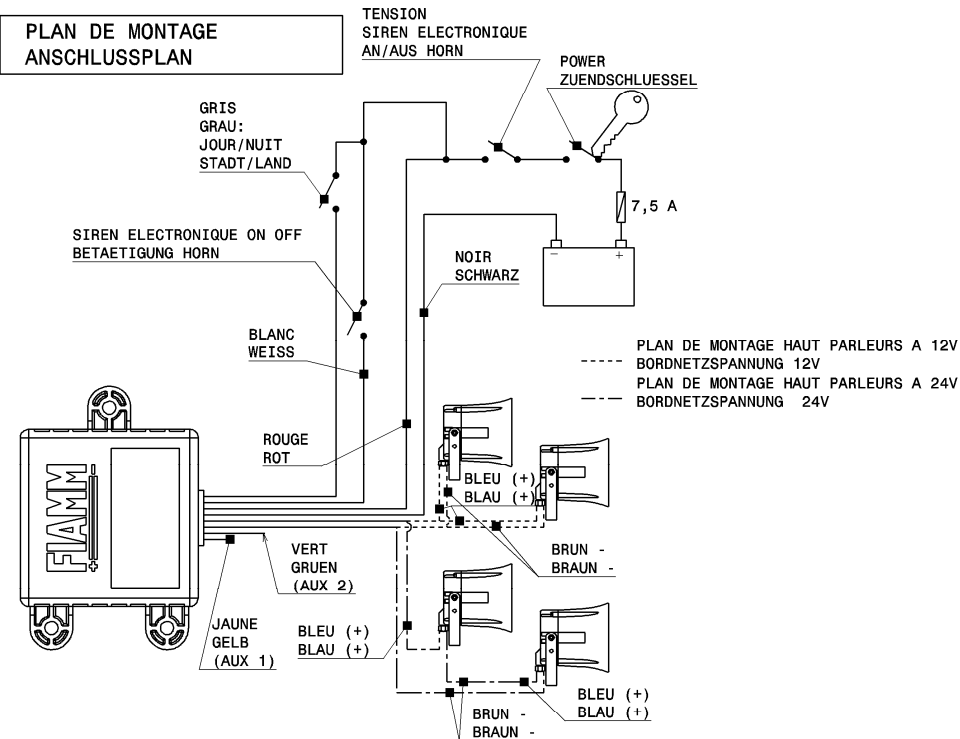 PLAN DE MONTAGE
ANSCHLUSSPLAN
TENSION
SIREN ELECTRONIQUE
AN/AUS HORN
POWER
ZUENDSCHLUESSEL
GRIS
GRAU:
JOUR/NUIT
STADT/LAND
7,5 A
SIREN ELECTRONIQUE ON OFF
BETAETIGUNG HORN
NOIR
SCHWARZ
- +
BLANC
WEISS
PLAN DE MONTAGE HAUT PARLEURS A 12V
BORDNETZSPANNUNG 12V
PLAN DE MONTAGE HAUT PARLEURS A 24V
BORDNETZSPANNUNG 24V
ROUGE
ROT
BLEU (+)
BLAU (+)
FIAMM
+ -
VERT
GRUEN
(AUX 2)
BRUN -
BRAUN -
JAUNE
GELB
(AUX 1)
BLEU (+)
BLAU (+)
BLEU (+)
BLAU (+)
BRUN -
BRAUN -